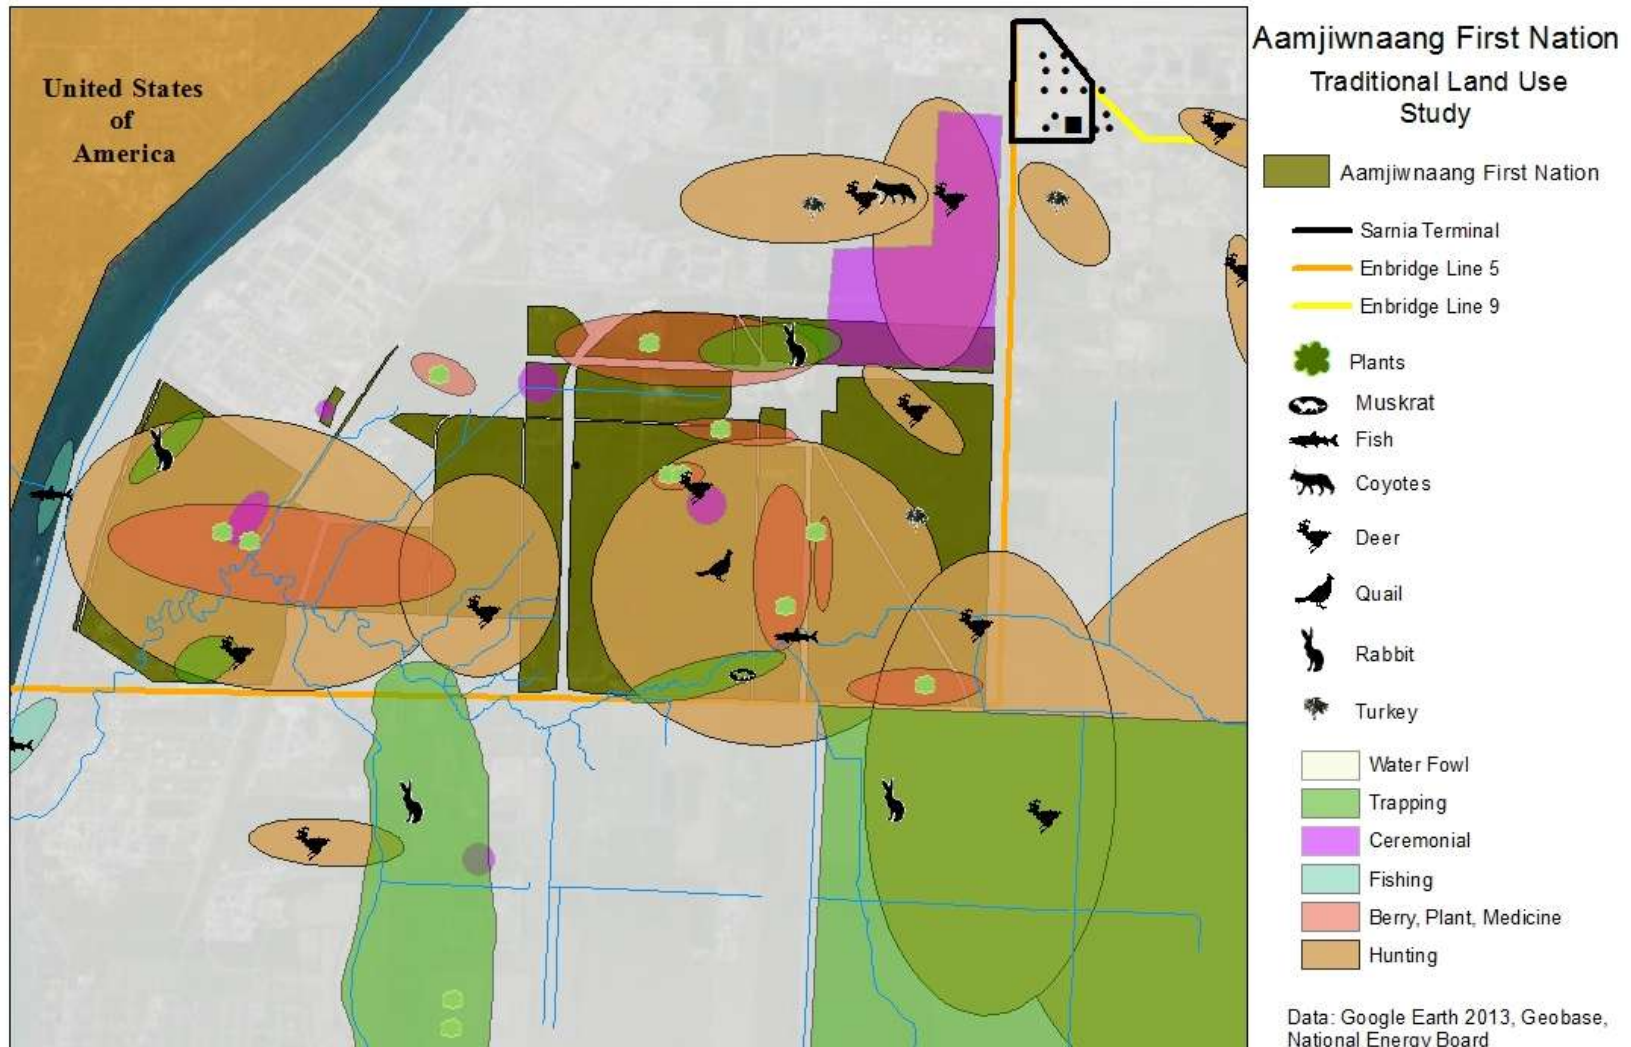 United States
of
America
Aamjiwnaang First Nation
Traditional Land Use
Study
Aamjiwnaang First Nation
Sarnia Terminal
Enbridge Line 5
Enbridge Line 9
Plants
Muskrat
Fish
Coyotes
Deer
Quail
Rabbit
Turkey
Water Fowl
Trapping
Ceremonial
Fishing
Berry, Plant, Medicine
Hunting
Data: Google Earth 2013, Geobase,
National Energy Board